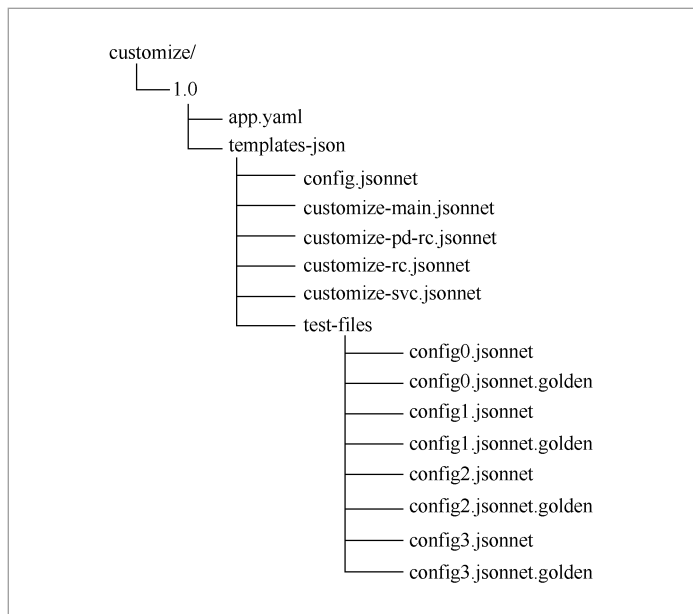 customize/
1.0
app.yaml
templates-json
config.jsonnet
customize-main.jsonnet
customize-pd-rc.jsonnet
customize-rc.jsonnet
customize-svc.jsonnet
test-files
config0.jsonnet
config0.jsonnet.golden
config1.jsonnet
config1.jsonnet.golden
config2.jsonnet
config2.jsonnet.golden
config3.jsonnet
config3.jsonnet.golden